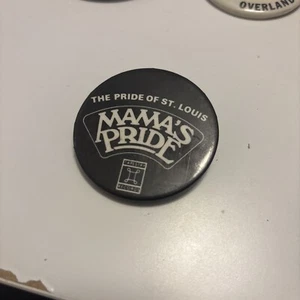 OVERLAND
THE PRIDE OF ST. LOUIS
MAMA'S
PRIDE